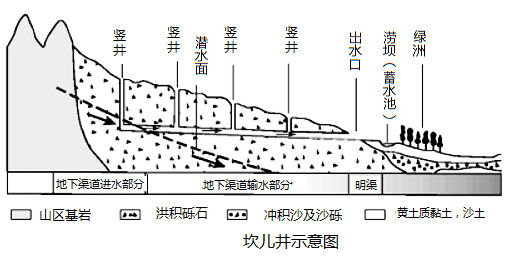 竖井
竖井
潜水面
竖井
竖井
出水口
涝坝（蓄水池）
绿洲
地下渠道进水部分
地下渠道输水部分
明渠
山区基岩
洪积砾石
冲积沙及沙砾
黄土质黏土，沙土
坎儿井示意图